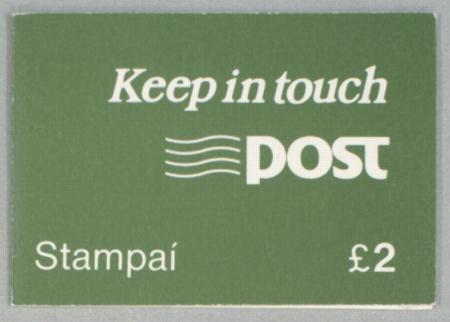 Keep in touch
post
Stampaí £2